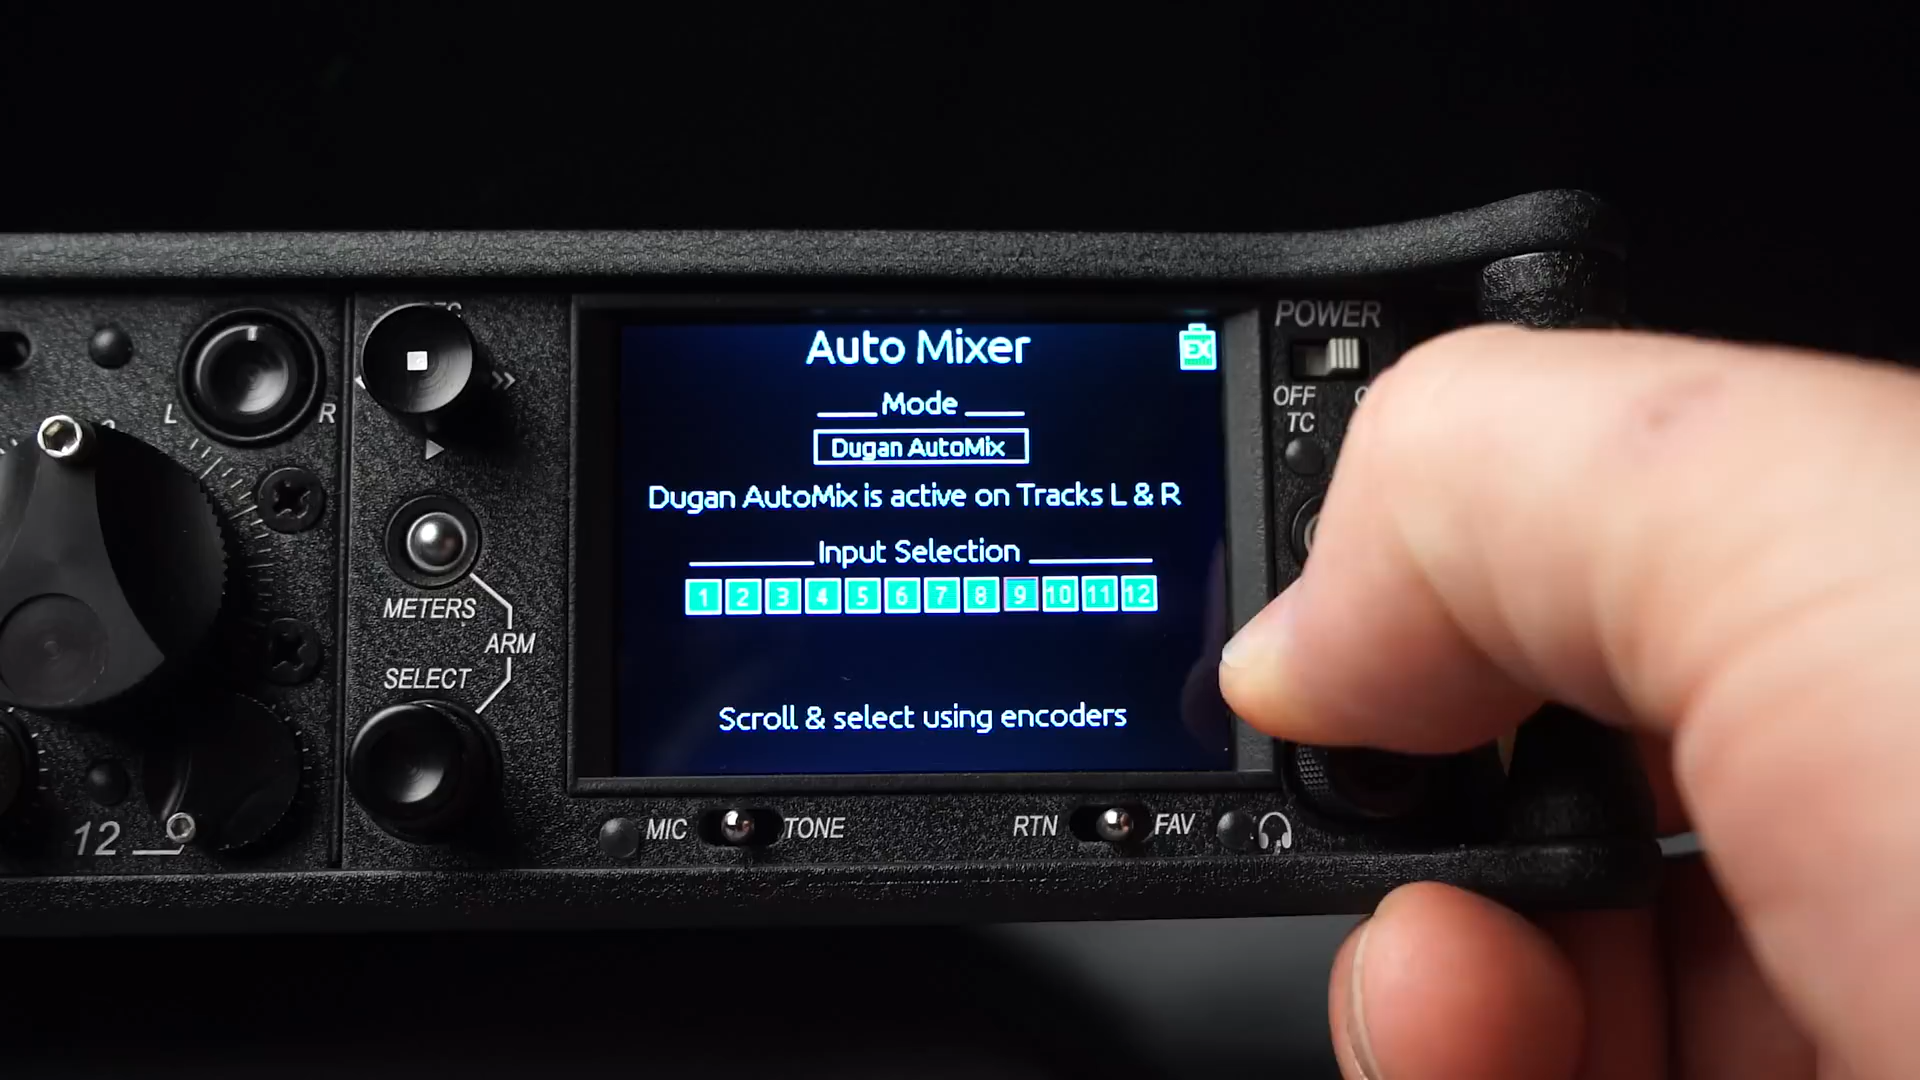 Auto Mixer
EX
Mode
Dugan AutoMix
Dugan AutoMix is active on Tracks L & R
Input Selection
1 2 3 4 5 6 7 8 9 10 11 12
Scroll & select using encoders
POWER
OFF
TC
L R
METERS
ARM
SELECT
12
MIC TONE
RTN FAV